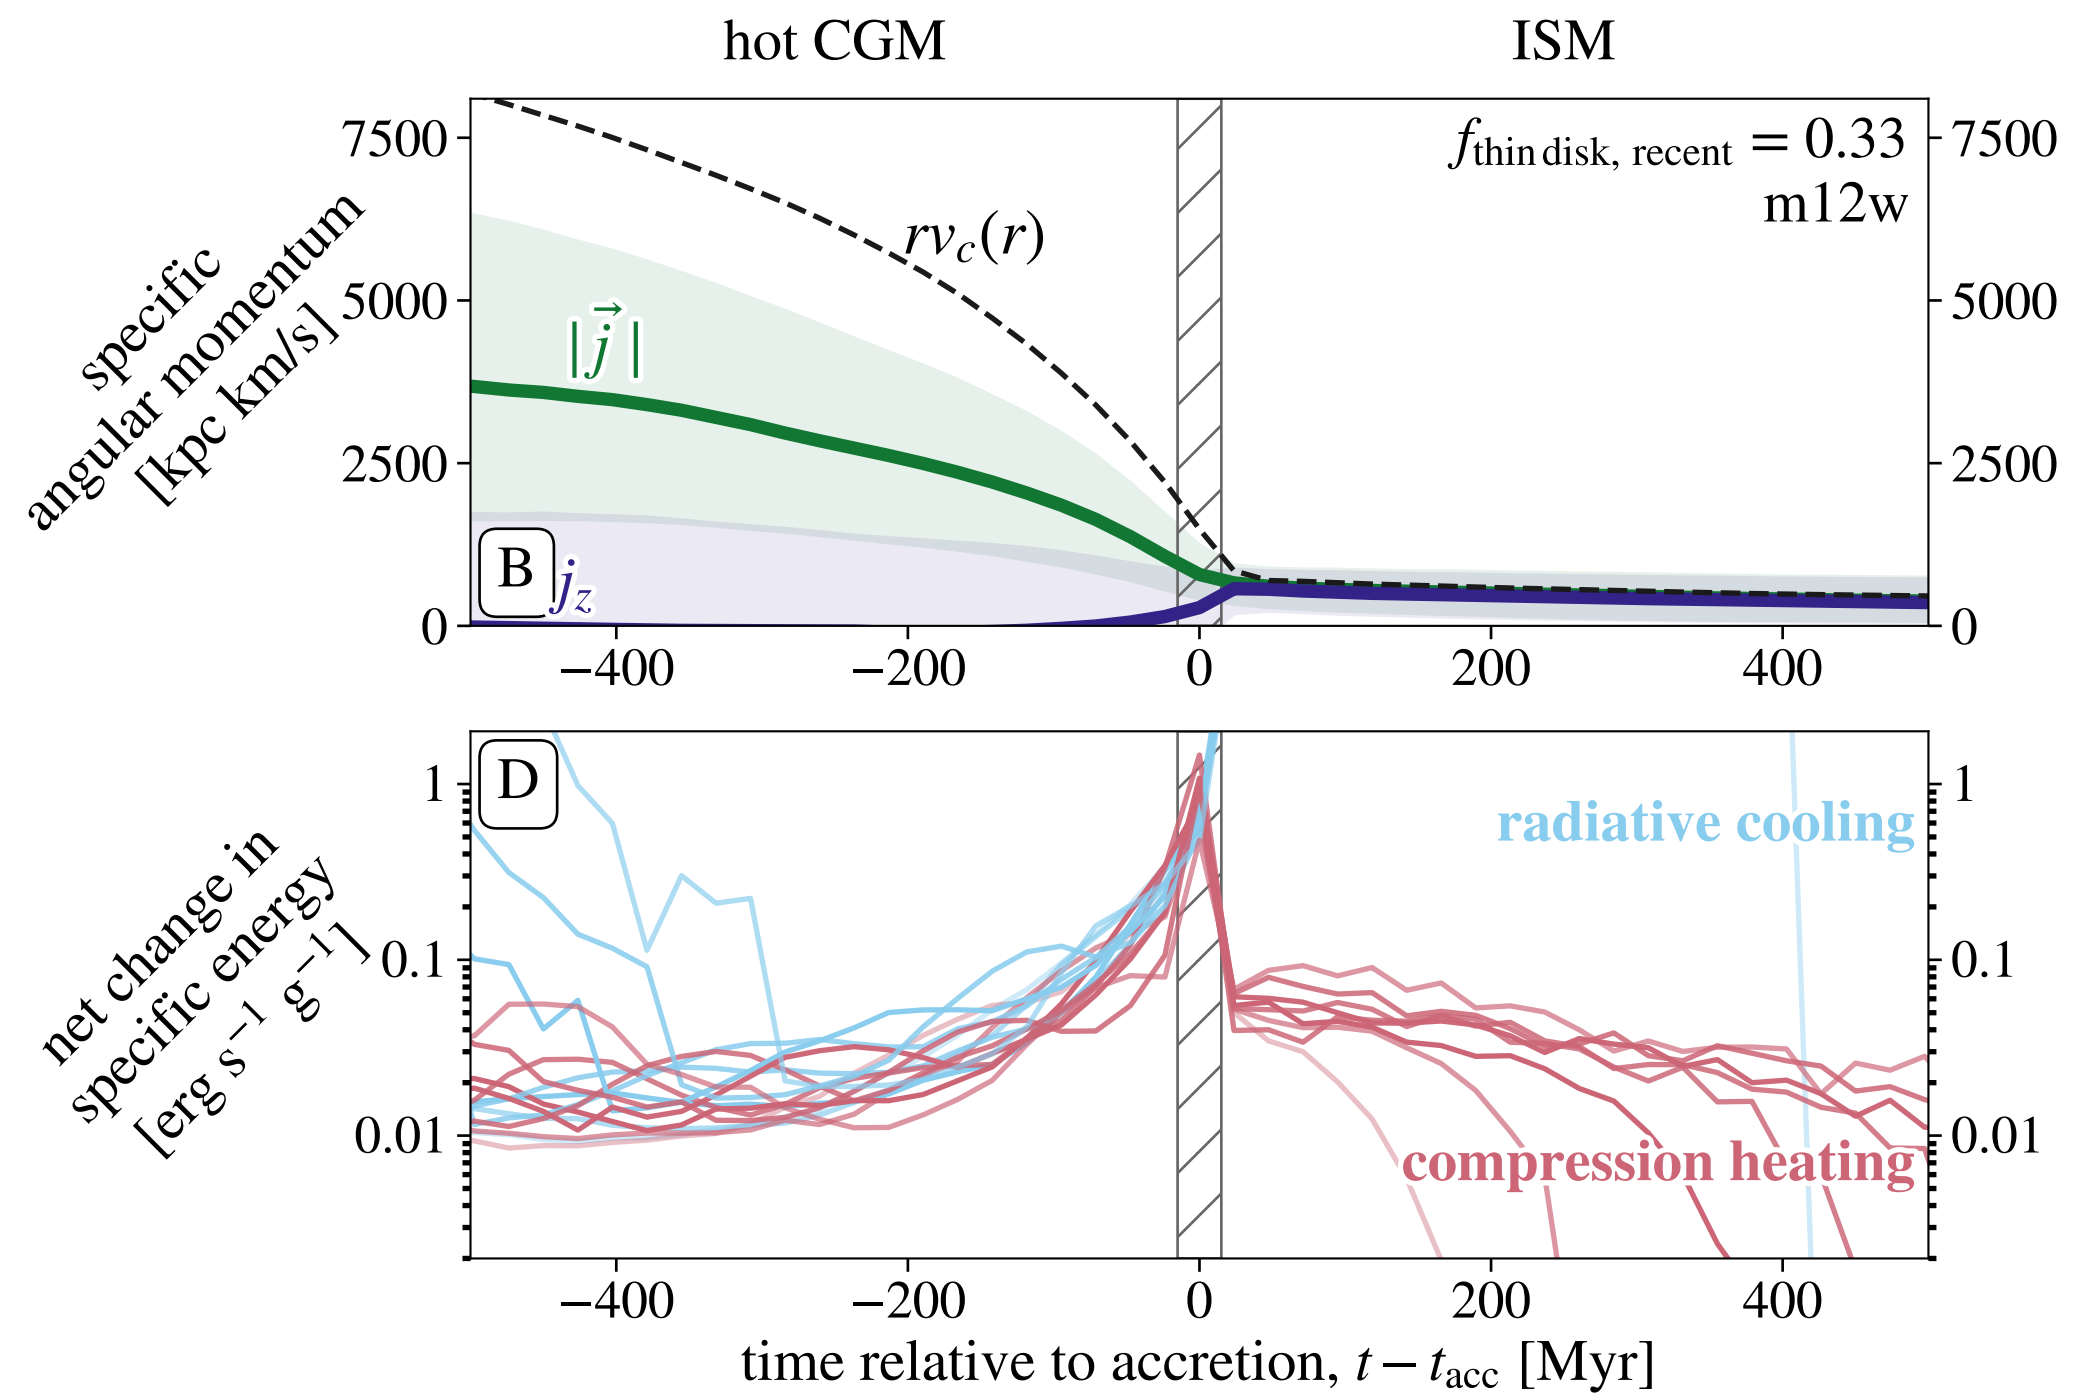 hot CGM ISM
7500 7500
5000 5000
2500 2500
0 0
specific
angular momentum
[kpc km/s]
f_thin disk, recent = 0.33
m12w
rv_c(r)
|j⃗|
B
j_z
−400 −200 0 200 400
D
1 1
0.1 0.1
0.01 0.01
net change in
specific energy
[erg s⁻¹ g⁻¹]
radiative cooling
compression heating
−400 −200 0 200 400
time relative to accretion, t − t_acc [Myr]